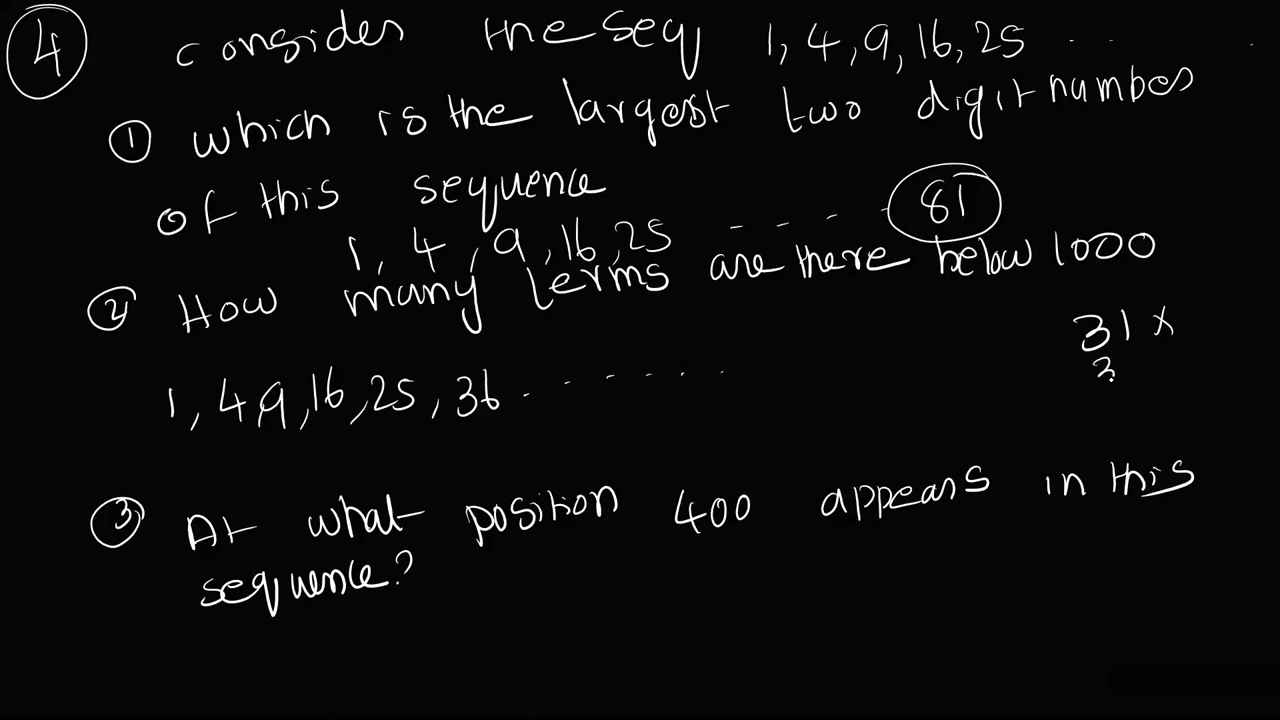 4 consider the seq 1, 4, 9, 16, 25 . . . .
1 which is the largest two digit number
of this sequence
1, 4, 9, 16, 25 - - - - 81
2 How many terms are there below 1000
31 x
3
1, 4 9, 16, 25, 36 . . . . . . .
3 At what position 400 appears in this
sequence?